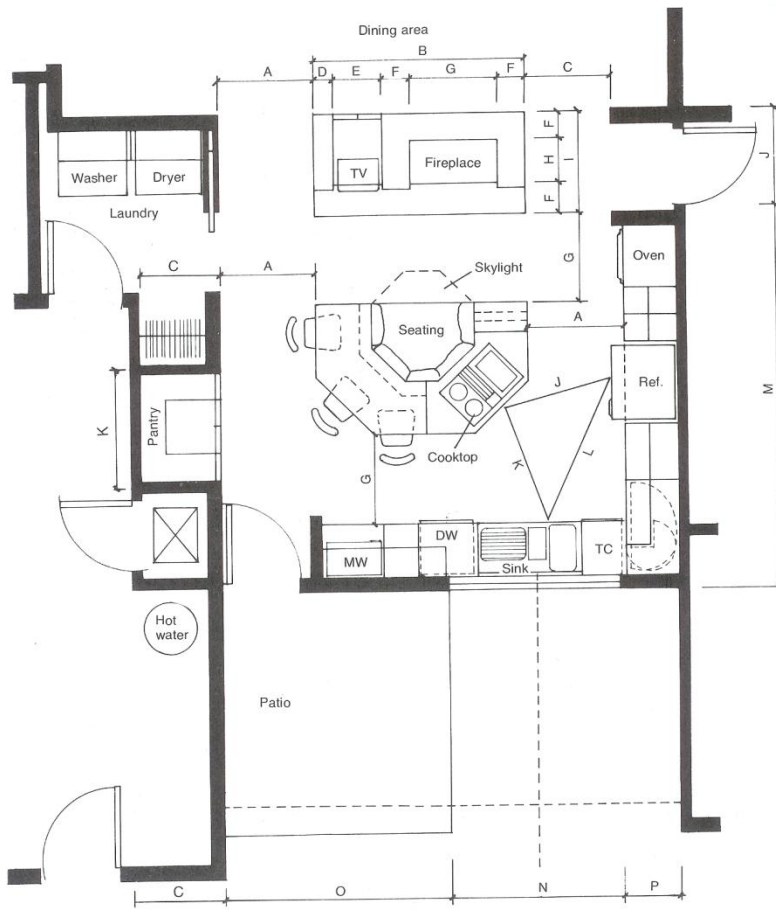 Dining area
B
A
D
E
F
G
F
C
F
H
I
F
J
Washer
Dryer
TV
Fireplace
Laundry
Oven
C
A
Skylight
G
A
Seating
J
Ref.
M
K
Pantry
Cooktop
K
L
G
DW
MW
Sink
TC
Hot
water
Patio
C
O
N
P